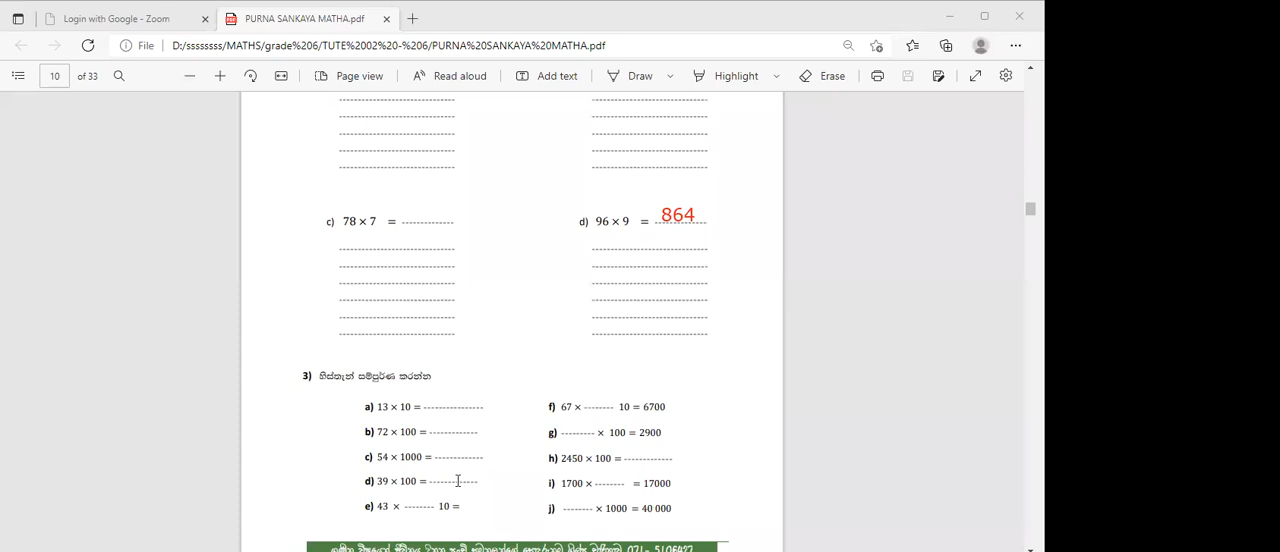 Login with Google - Zoom
PURNA SANKAYA MATHA.pdf
File D:/ssssssss/MATHS/grade%206/TUTE%2002%20-%206/PURNA%20SANKAYA%20MATHA.pdf
10 of 33 Page view Read aloud Add text Draw Highlight Erase
c) 78 × 7 = -------------
d) 96 × 9 = 864
3) හිස්තැන් සම්පූර්ණ කරන්න
a) 13 × 10 = ---------------
f) 67 × -------- 10 = 6700
b) 72 × 100 = ------------
g) --------- × 100 = 2900
c) 54 × 1000 = ------------
h) 2450 × 100 = ------------
d) 39 × 100 = ------------
i) 1700 × -------- = 17000
e) 43 × -------- 10 =
j) -------- × 1000 = 40 000
071- 5106427